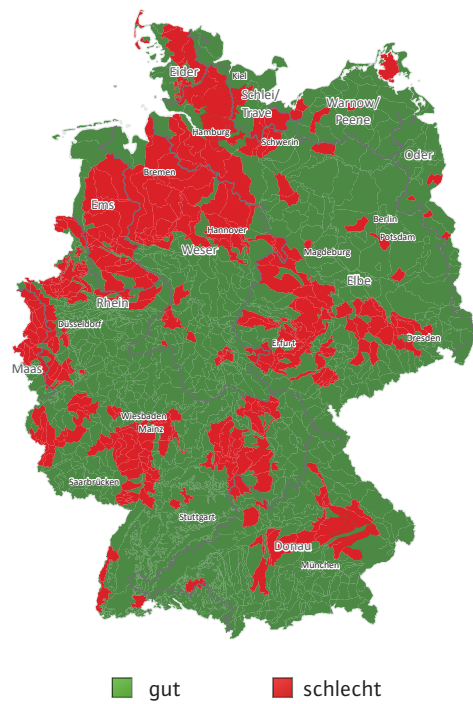 Kiel
Eider
Schlei/
Trave
Warnow/
Peene
Hamburg
Schwerin
Oder
Bremen
Ems
Berlin
Hannover
Potsdam
Weser
Magdeburg
Elbe
Rhein
Düsseldorf
Dresden
Erfurt
Maas
Wiesbaden
Mainz
Saarbrücken
Stuttgart
Donau
München
gut
schlecht